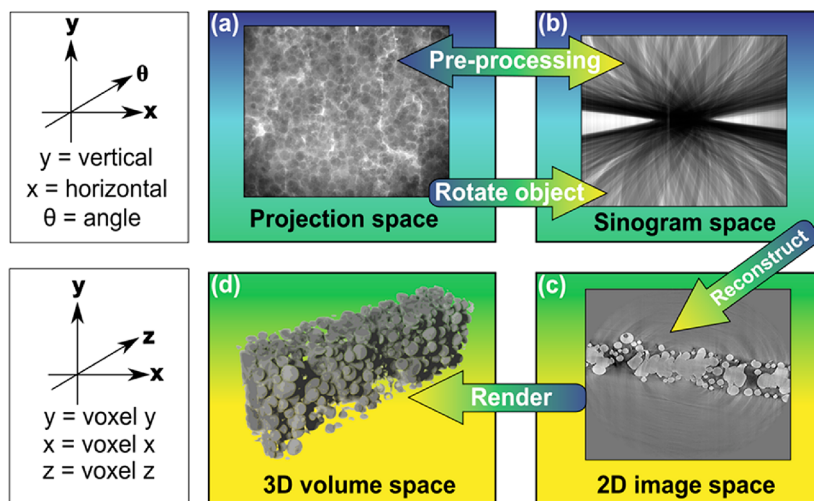 y
θ
x
y = vertical
x = horizontal
θ = angle
(a)
Pre-processing
(b)
Rotate object
Projection space
Sinogram space
Reconstruct
y
z
x
y = voxel y
x = voxel x
z = voxel z
(d)
(c)
Render
3D volume space
2D image space